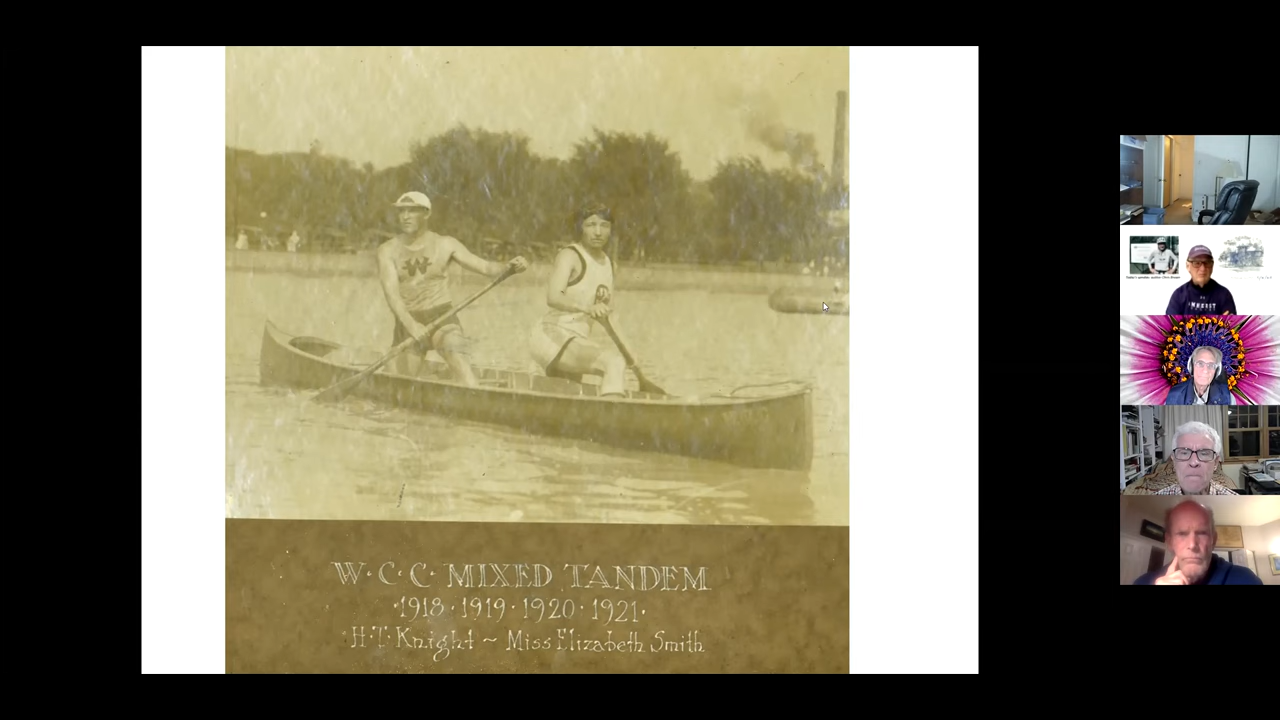 W·C·C· MIXED TANDEM
·1918·1919·1920·1921·
H·T·Knight ~ Miss Elizabeth Smith
W